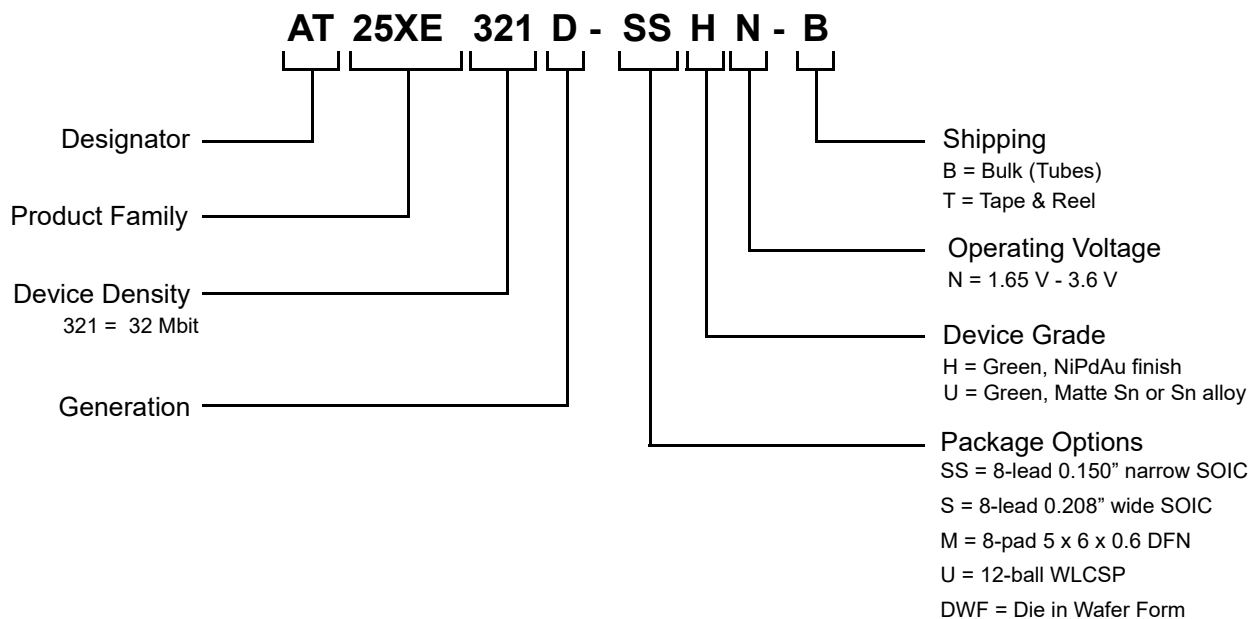 AT 25XE 321 D - SS H N - B
Designator
Product Family
Device Density
321 = 32 Mbit
Generation
Shipping
B = Bulk (Tubes)
T = Tape & Reel
Operating Voltage
N = 1.65 V - 3.6 V
Device Grade
H = Green, NiPdAu finish
U = Green, Matte Sn or Sn alloy
Package Options
SS = 8-lead 0.150” narrow SOIC
S = 8-lead 0.208” wide SOIC
M = 8-pad 5 x 6 x 0.6 DFN
U = 12-ball WLCSP
DWF = Die in Wafer Form